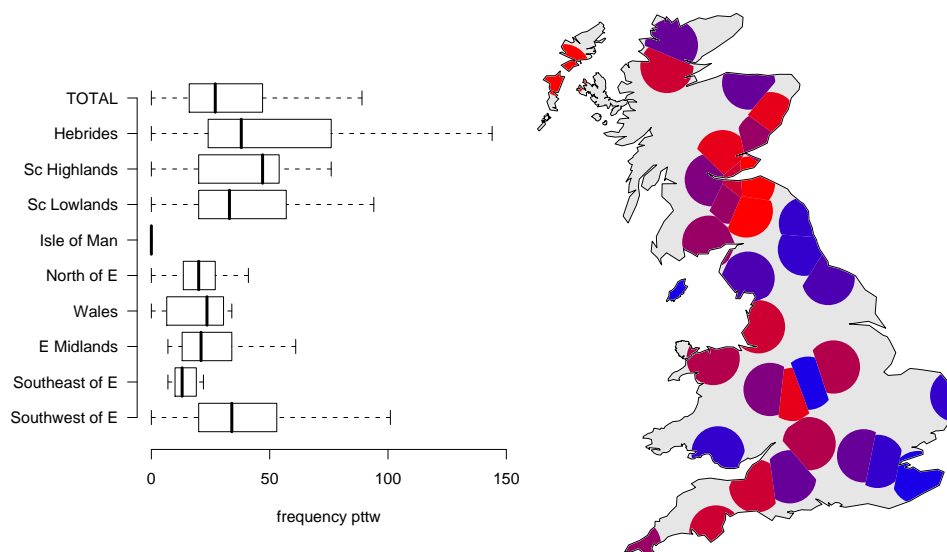 TOTAL
Hebrides
Sc Highlands
Sc Lowlands
Isle of Man
North of E
Wales
E Midlands
Southeast of E
Southwest of E
0 50 100 150
frequency pttw